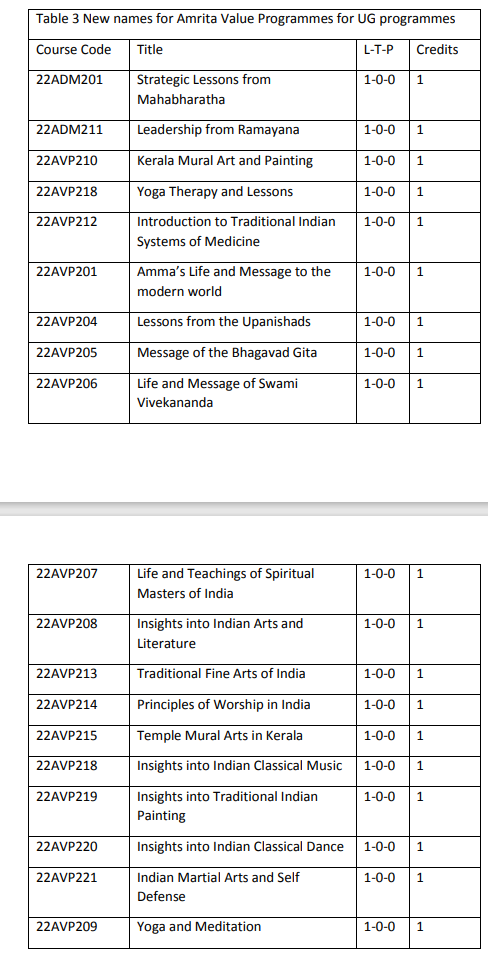 Table 3 New names for Amrita Value Programmes for UG programmes
Course Code Title L-T-P Credits
22ADM201 Strategic Lessons from 1-0-0 1
Mahabharatha
22ADM211 Leadership from Ramayana 1-0-0 1
22AVP210 Kerala Mural Art and Painting 1-0-0 1
22AVP218 Yoga Therapy and Lessons 1-0-0 1
22AVP212 Introduction to Traditional Indian 1-0-0 1
Systems of Medicine
22AVP201 Amma's Life and Message to the 1-0-0 1
modern world
22AVP204 Lessons from the Upanishads 1-0-0 1
22AVP205 Message of the Bhagavad Gita 1-0-0 1
22AVP206 Life and Message of Swami 1-0-0 1
Vivekananda
22AVP207 Life and Teachings of Spiritual 1-0-0 1
Masters of India
22AVP208 Insights into Indian Arts and 1-0-0 1
Literature
22AVP213 Traditional Fine Arts of India 1-0-0 1
22AVP214 Principles of Worship in India 1-0-0 1
22AVP215 Temple Mural Arts in Kerala 1-0-0 1
22AVP218 Insights into Indian Classical Music 1-0-0 1
22AVP219 Insights into Traditional Indian 1-0-0 1
Painting
22AVP220 Insights into Indian Classical Dance 1-0-0 1
22AVP221 Indian Martial Arts and Self 1-0-0 1
Defense
22AVP209 Yoga and Meditation 1-0-0 1